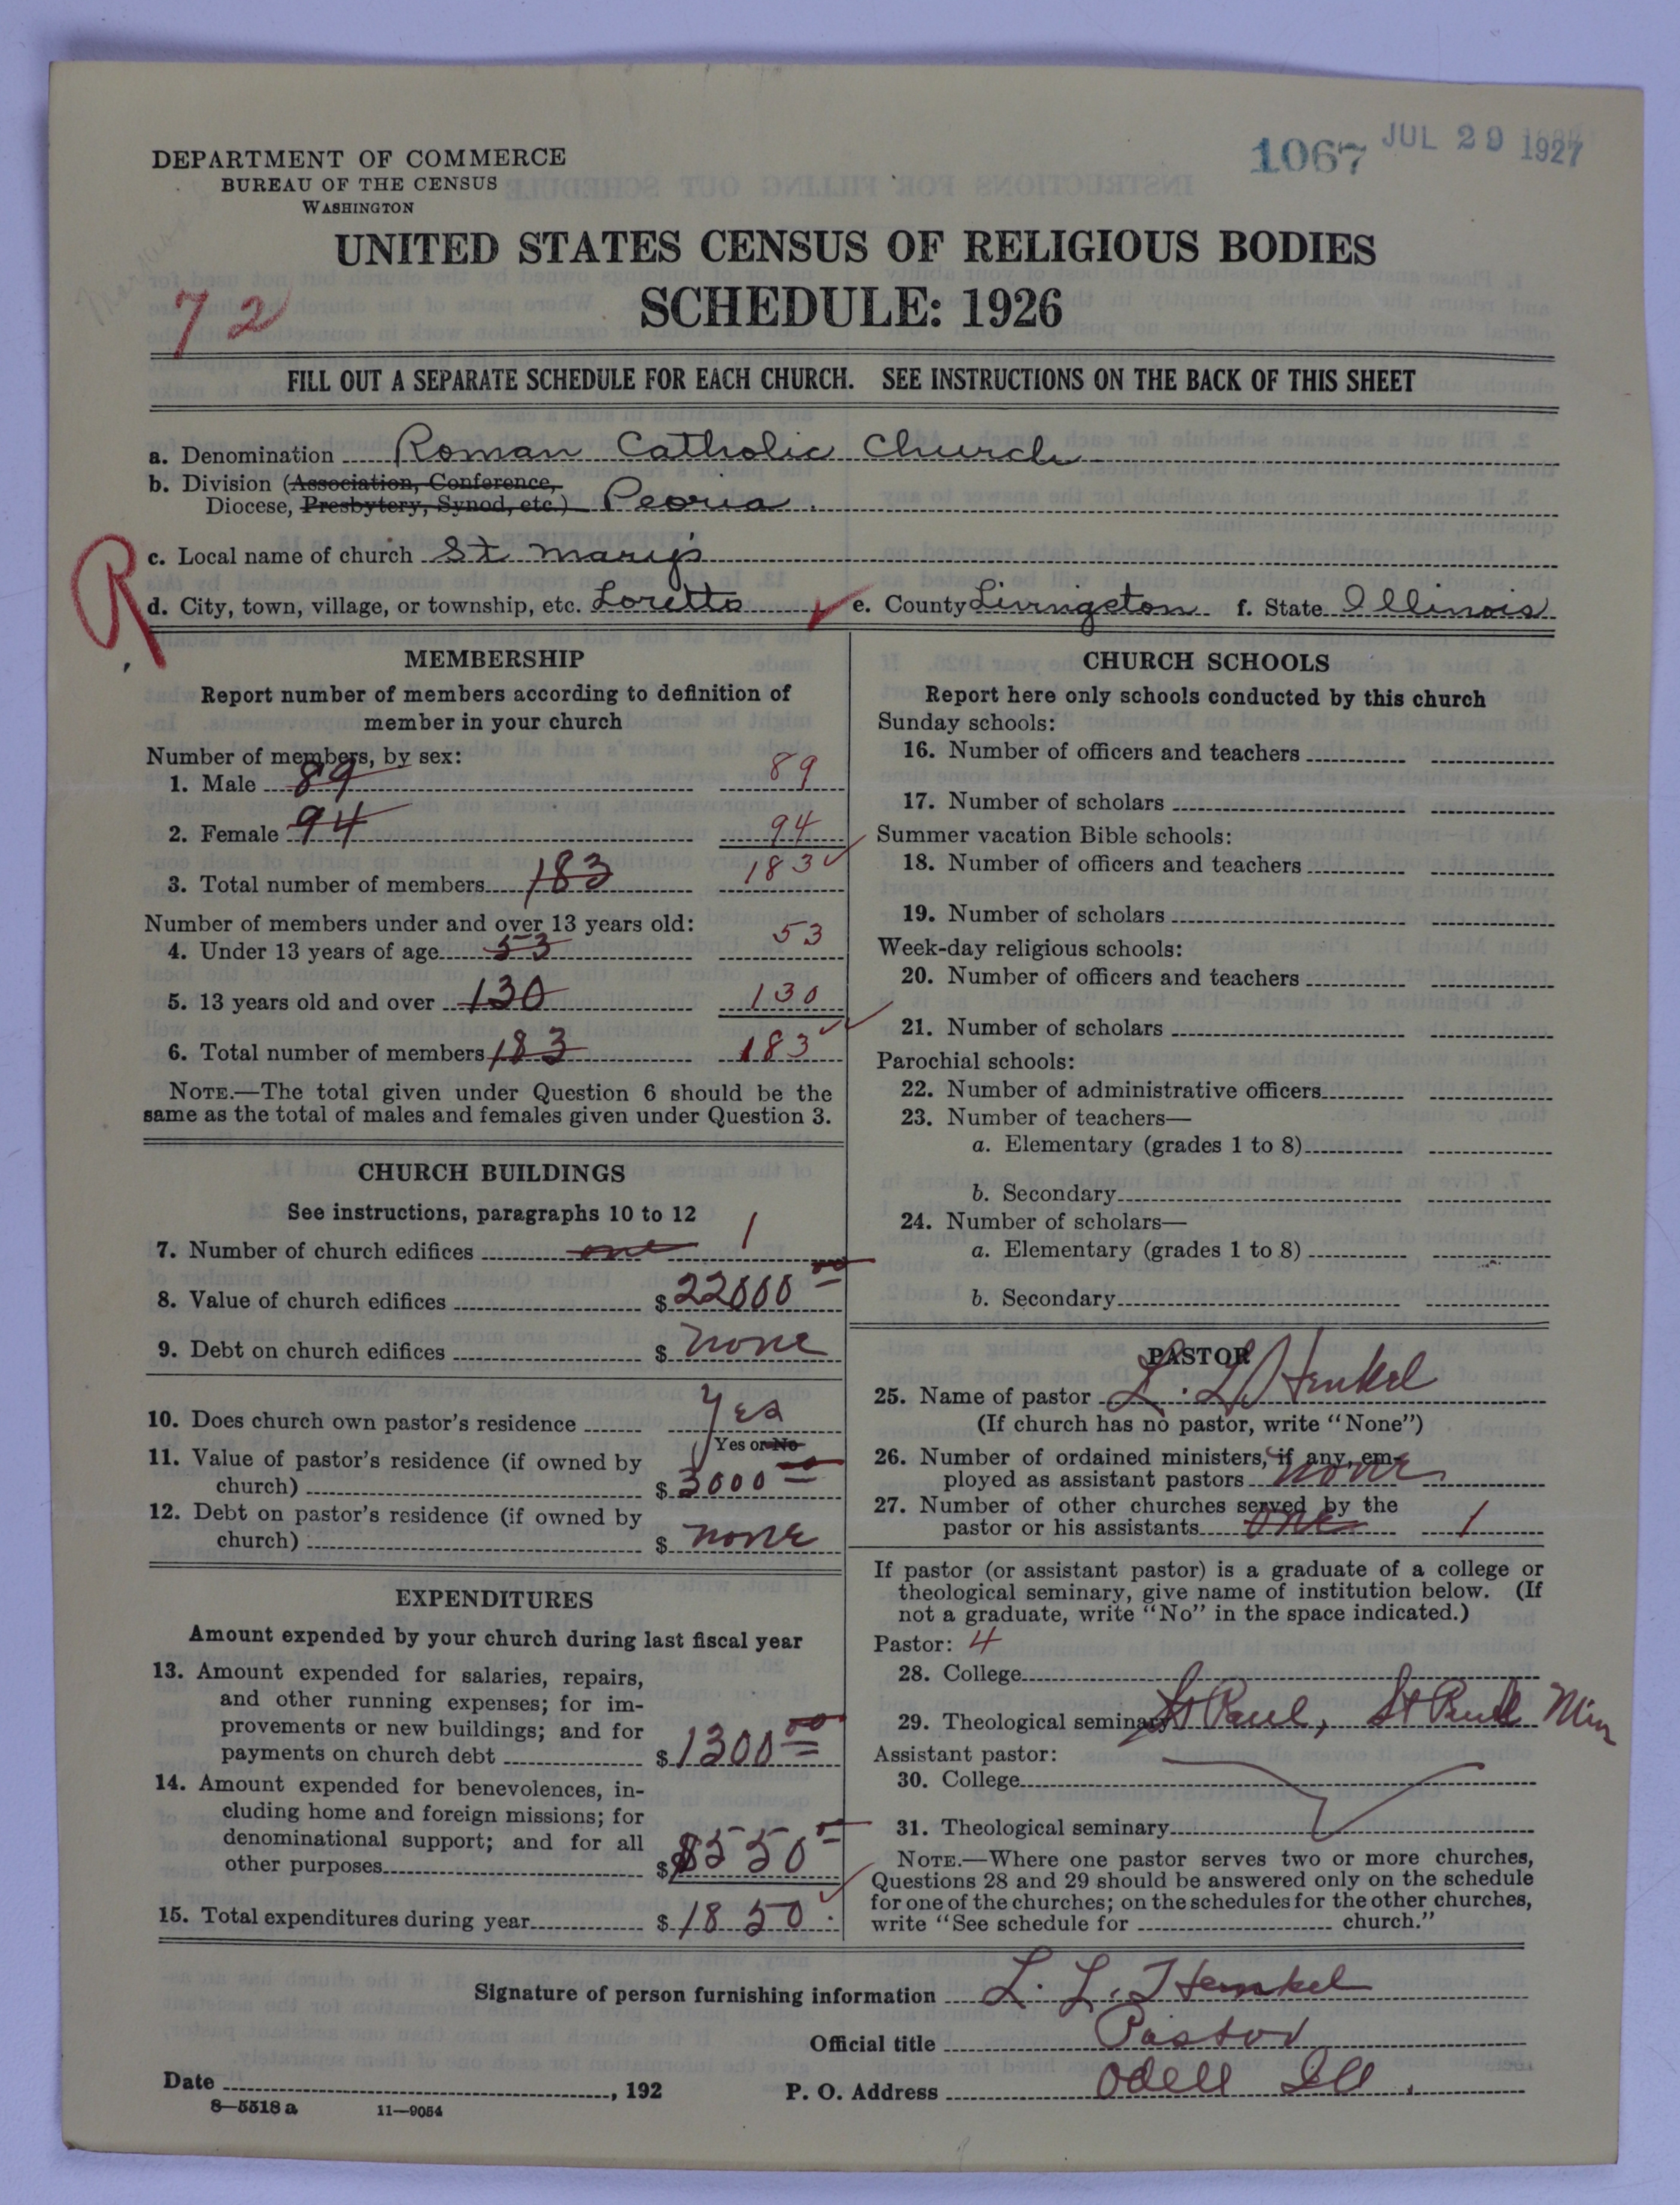 DEPARTMENT OF COMMERCE
BUREAU OF THE CENSUS
WASHINGTON
1067 JUL 29 1927
UNITED STATES CENSUS OF RELIGIOUS BODIES
SCHEDULE: 1926
72
FILL OUT A SEPARATE SCHEDULE FOR EACH CHURCH. SEE INSTRUCTIONS ON THE BACK OF THIS SHEET
a. Denomination Roman Catholic Church
b. Division (Association, Conference,
Diocese, Presbytery, Synod, etc.) Peoria.
R
c. Local name of church St Mary's
d. City, town, village, or township, etc. Loretto e. County Livingston f. State Illinois
MEMBERSHIP
Report number of members according to definition of
member in your church
Number of members, by sex:
1. Male 89 89
2. Female 94 94
3. Total number of members 183 183
Number of members under and over 13 years old:
4. Under 13 years of age 53 53
5. 13 years old and over 130 130
6. Total number of members 183 183
NOTE.—The total given under Question 6 should be the
same as the total of males and females given under Question 3.
CHURCH BUILDINGS
See instructions, paragraphs 10 to 12
7. Number of church edifices one 1
8. Value of church edifices $22000 00
9. Debt on church edifices $ none
10. Does church own pastor's residence Yes
Yes or No
11. Value of pastor's residence (if owned by
church) $3000 00
12. Debt on pastor's residence (if owned by
church) $ none
EXPENDITURES
Amount expended by your church during last fiscal year
13. Amount expended for salaries, repairs,
and other running expenses; for im-
provements or new buildings; and for
payments on church debt $1300 00
14. Amount expended for benevolences, in-
cluding home and foreign missions; for
denominational support; and for all
other purposes $ $550
15. Total expenditures during year $1850.
CHURCH SCHOOLS
Report here only schools conducted by this church
Sunday schools:
16. Number of officers and teachers
17. Number of scholars
Summer vacation Bible schools:
18. Number of officers and teachers
19. Number of scholars
Week-day religious schools:
20. Number of officers and teachers
21. Number of scholars
Parochial schools:
22. Number of administrative officers
23. Number of teachers—
a. Elementary (grades 1 to 8)
b. Secondary
24. Number of scholars—
a. Elementary (grades 1 to 8)
b. Secondary
PASTOR
25. Name of pastor L. L. Henkel
(If church has no pastor, write "None")
26. Number of ordained ministers, if any, em-
ployed as assistant pastors none
27. Number of other churches served by the
pastor or his assistants one 1
If pastor (or assistant pastor) is a graduate of a college or
theological seminary, give name of institution below. (If
not a graduate, write "No" in the space indicated.)
Pastor: 4
28. College
29. Theological seminary St Paul, St Paul Min
Assistant pastor:
30. College
31. Theological seminary
NOTE.—Where one pastor serves two or more churches,
Questions 28 and 29 should be answered only on the schedule
for one of the churches; on the schedules for the other churches,
write "See schedule for church."
Signature of person furnishing information L. L. Henkel
Official title Pastor
Date , 192 P. O. Address Odell Ill.
8—5518 a 11—9054